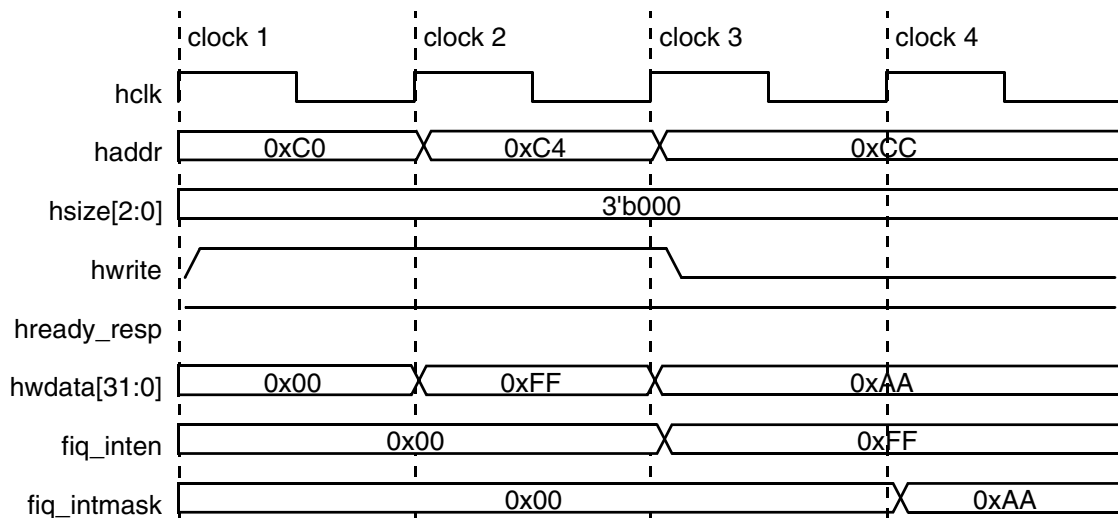 clock 1 clock 2 clock 3 clock 4
hclk
haddr 0xC0 0xC4 0xCC
hsize[2:0] 3'b000
hwrite
hready_resp
hwdata[31:0] 0x00 0xFF 0xAA
fiq_inten 0x00 0xFF
fiq_intmask 0x00 0xAA